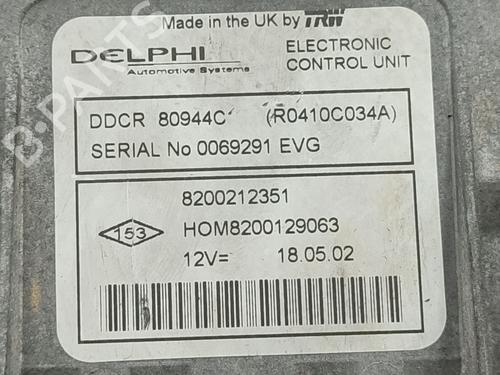 Made in the UK by TRW
DELPHI
Automotive Systems
ELECTRONIC
CONTROL UNIT
DDCR 80944C (R0410C034A)
SERIAL No 0069291 EVG
8200212351
153
HOM8200129063
12V= 18.05.02
B-PARTS